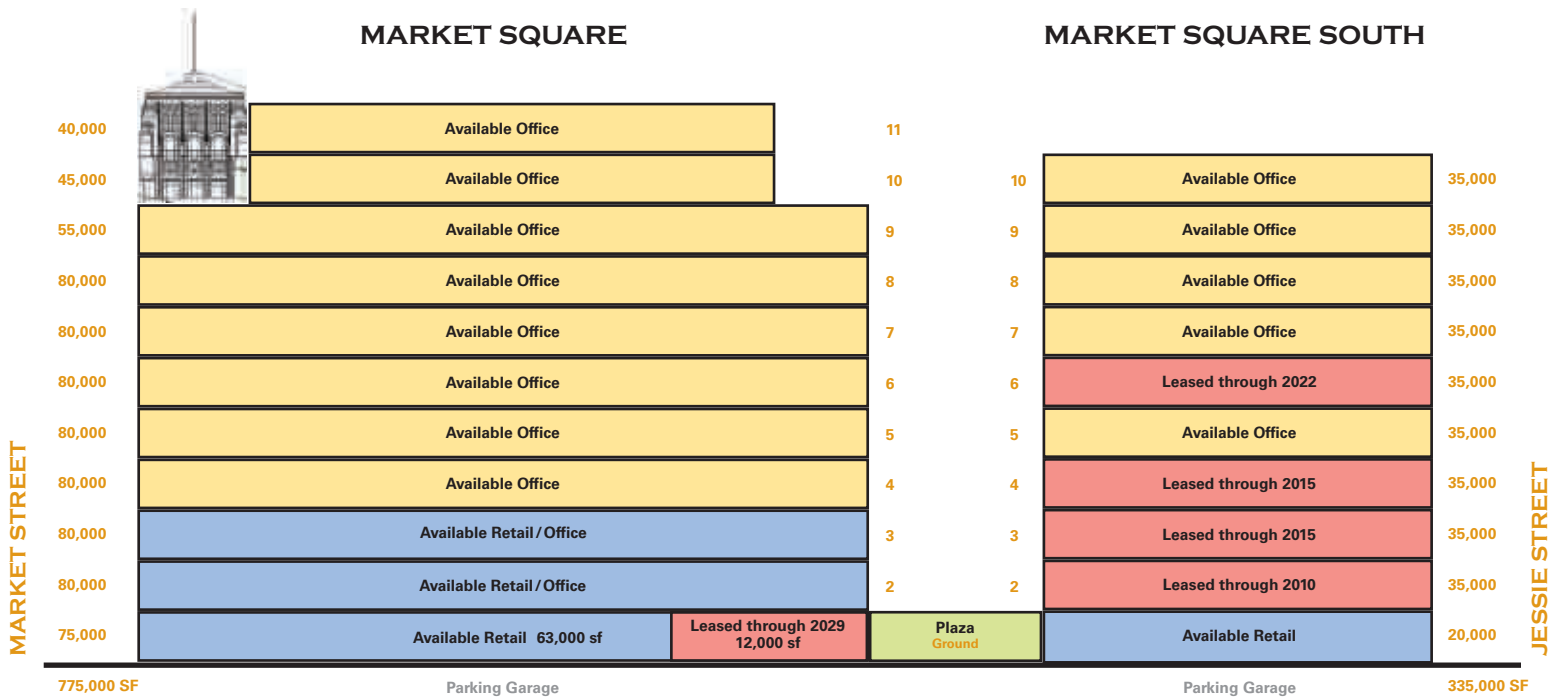 MARKET SQUARE
MARKET SQUARE SOUTH
40,000 Available Office 11
45,000 Available Office 10 10 Available Office 35,000
55,000 Available Office 9 9 Available Office 35,000
80,000 Available Office 8 8 Available Office 35,000
80,000 Available Office 7 7 Available Office 35,000
80,000 Available Office 6 6 Leased through 2022 35,000
80,000 Available Office 5 5 Available Office 35,000
80,000 Available Office 4 4 Leased through 2015 35,000
80,000 Available Retail / Office 3 3 Leased through 2015 35,000
80,000 Available Retail / Office 2 2 Leased through 2010 35,000
75,000 Available Retail 63,000 sf
Leased through 2029
12,000 sf
Plaza
Ground
Available Retail 20,000
MARKET STREET
JESSIE STREET
775,000 SF Parking Garage Parking Garage 335,000 SF